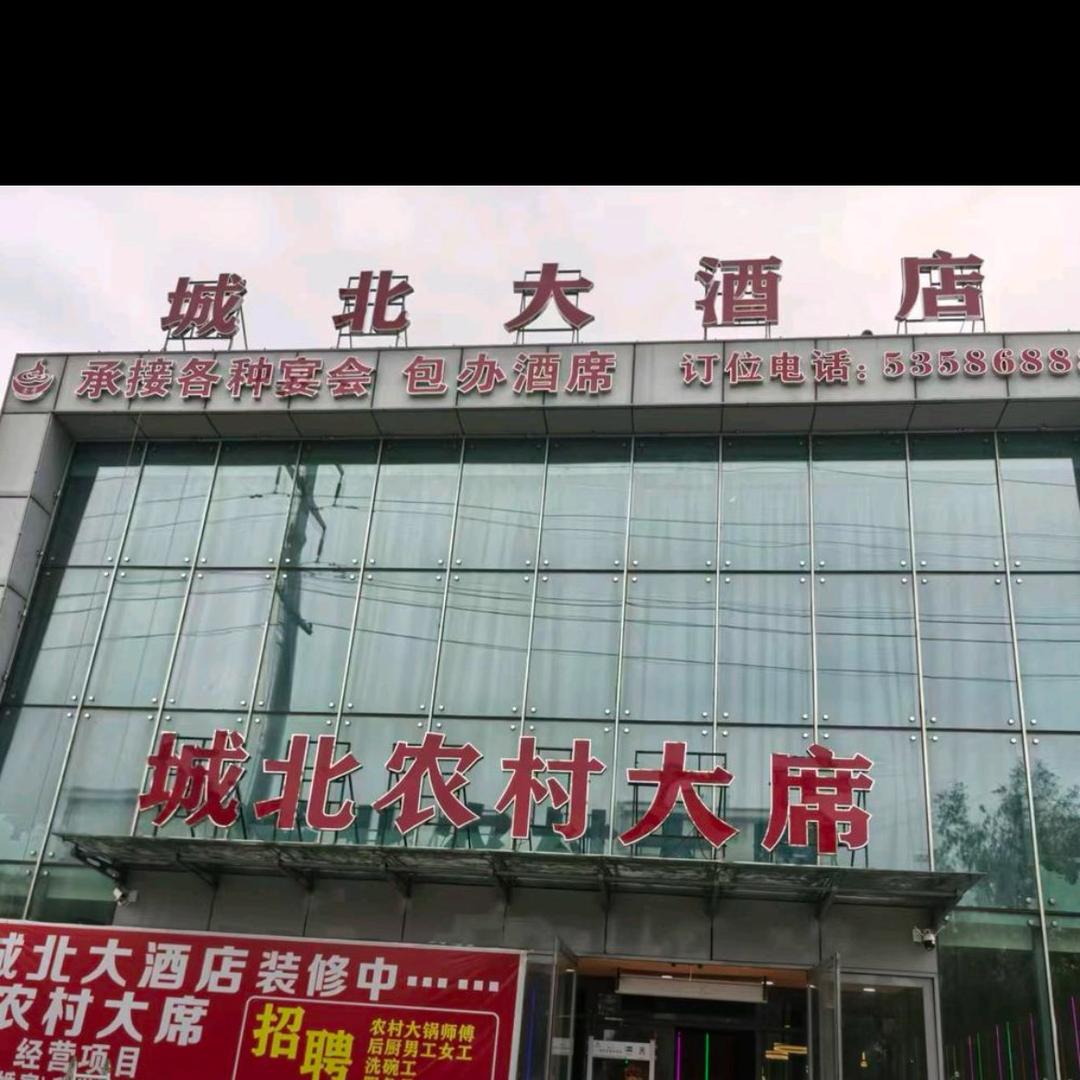 城北大酒店
承接各种宴会 包办酒席 订位电话：53586888
城北农村大席
城北大酒店装修中……
农村大席
经营项目
招聘
农村大锅师傅
后厨男工女工
洗碗工